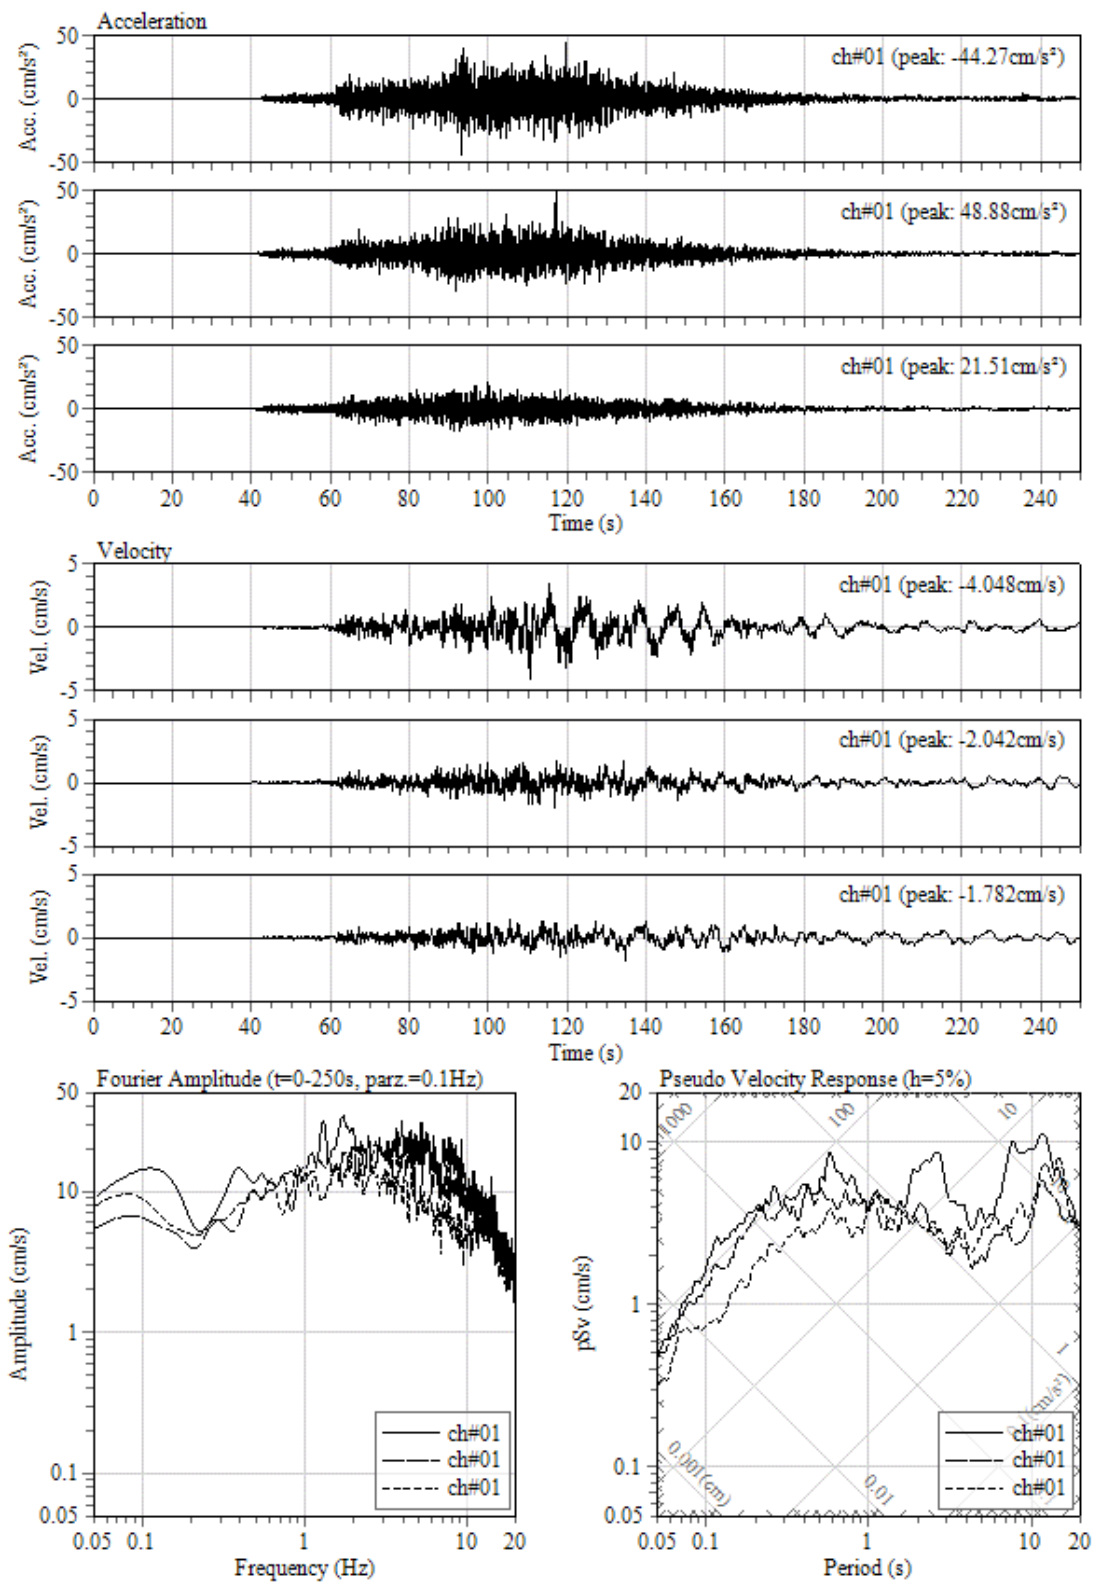 Acceleration
50
0
-50
Acc. (cm/s²)
ch#01 (peak: -44.27cm/s²)
50
0
-50
Acc. (cm/s²)
ch#01 (peak: 48.88cm/s²)
50
0
-50
Acc. (cm/s²)
ch#01 (peak: 21.51cm/s²)
0 20 40 60 80 100 120 140 160 180 200 220 240
Time (s)
Velocity
5
0
-5
Vel. (cm/s)
ch#01 (peak: -4.048cm/s)
5
0
-5
Vel. (cm/s)
ch#01 (peak: -2.042cm/s)
5
0
-5
Vel. (cm/s)
ch#01 (peak: -1.782cm/s)
0 20 40 60 80 100 120 140 160 180 200 220 240
Time (s)
Fourier Amplitude (t=0-250s, parz.=0.1Hz)
50
10
1
0.1
0.05
Amplitude (cm/s)
ch#01
ch#01
ch#01
0.05 0.1 1 10 20
Frequency (Hz)
Pseudo Velocity Response (h=5%)
20
10
1
0.1
0.05
pSv (cm/s)
1000
100
10
1
0.1(cm/s²)
0.001(cm)
0.01
ch#01
ch#01
ch#01
0.05 0.1 1 10 20
Period (s)